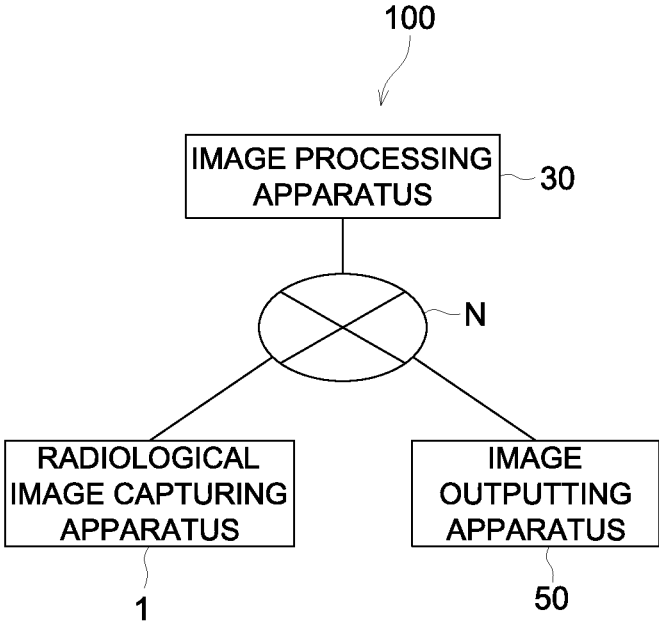 100
IMAGE PROCESSING
APPARATUS
30
N
RADIOLOGICAL
IMAGE CAPTURING
APPARATUS
1
IMAGE
OUTPUTTING
APPARATUS
50